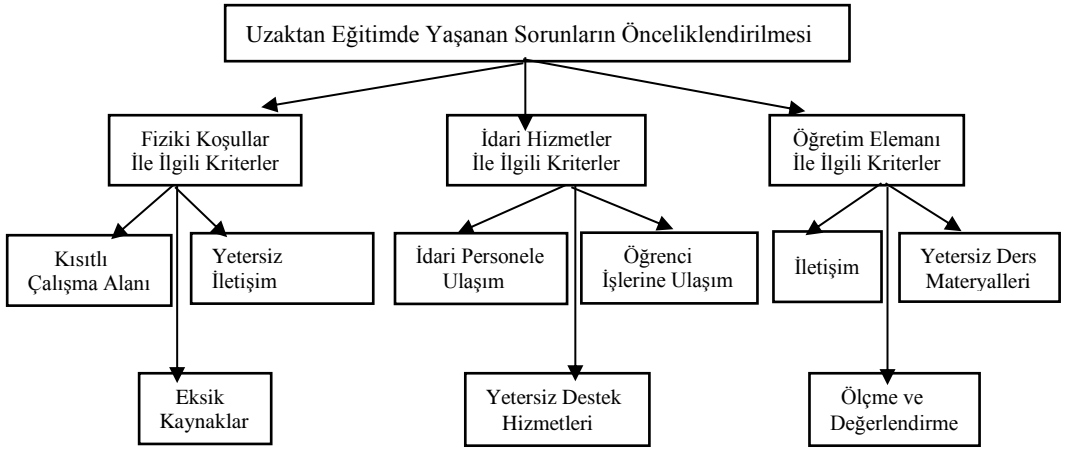 Uzaktan Eğitimde Yaşanan Sorunların Önceliklendirilmesi
Fiziki Koşullar
İle İlgili Kriterler
İdari Hizmetler
İle İlgili Kriterler
Öğretim Elemanı
İle İlgili Kriterler
Kısıtlı
Çalışma Alanı
Yetersiz
İletişim
İdari Personele
Ulaşım
Öğrenci
İşlerine Ulaşım
İletişim
Yetersiz Ders
Materyalleri
Eksik
Kaynaklar
Yetersiz Destek
Hizmetleri
Ölçme ve
Değerlendirme